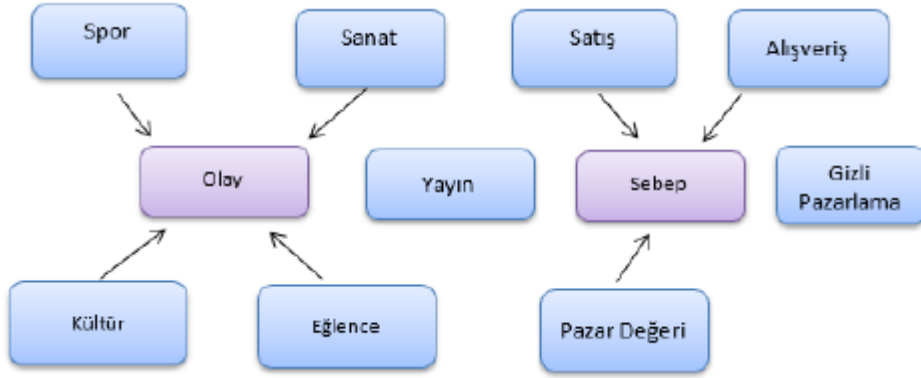 Spor
Sanat
Satış
Alışveriş
Olay
Yayın
Sebep
Gizli
Pazarlama
Kültür
Eğlence
Pazar Değeri